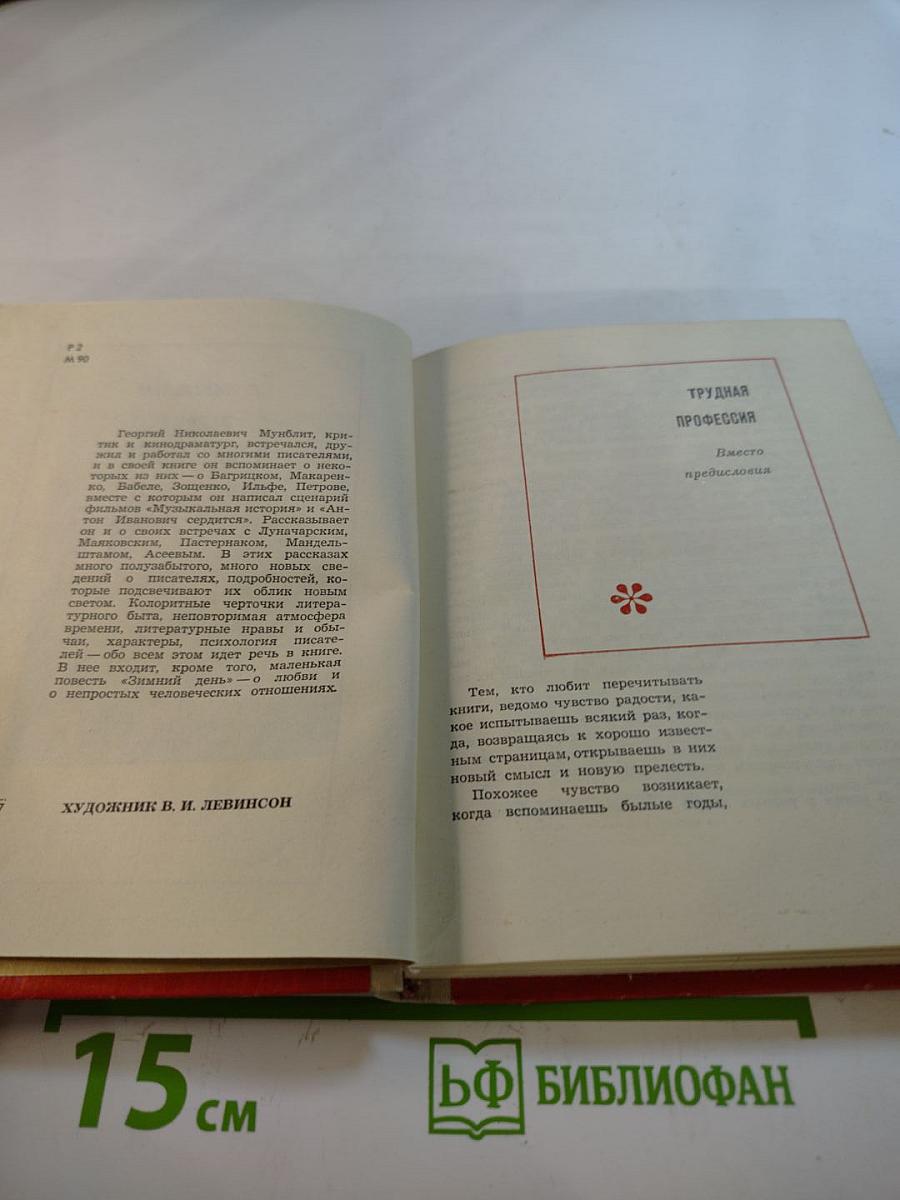 Р 2
М 90
Георгий Николаевич Мунблит, кри-
тик и кинодраматург, встречался, дру-
жил и работал со многими писателями,
и в своей книге он вспоминает о неко-
торых из них — о Багрицком, Макарен-
ко, Бабеле, Зощенко, Ильфе, Петрове,
вместе с которым он написал сценарий
фильмов «Музыкальная история» и «Ан-
тон Иванович сердится». Рассказывает
он и о своих встречах с Луначарским,
Маяковским, Пастернаком, Мандель-
штамом, Асеевым. В этих рассказах
много полузабытого, много новых све-
дений о писателях, подробностей, ко-
торые подсвечивают их облик новым
светом. Колоритные черточки литера-
турного быта, неповторимая атмосфера
времени, литературные нравы и обы-
чаи, характеры, психология писате-
лей — обо всем этом идет речь в книге.
В нее входит, кроме того, маленькая
повесть «Зимний день» — о любви и
о непростых человеческих отношениях.
ХУДОЖНИК В. И. ЛЕВИНСОН
ТРУДНАЯ
ПРОФЕССИЯ
Вместо
предисловия
Тем, кто любит перечитывать
книги, ведомо чувство радости, ка-
кое испытываешь всякий раз, ког-
да, возвращаясь к хорошо извест-
ным страницам, открываешь в них
новый смысл и новую прелесть.
Похожее чувство возникает,
когда вспоминаешь былые годы,
15 см
БФ БИБЛИОФАН